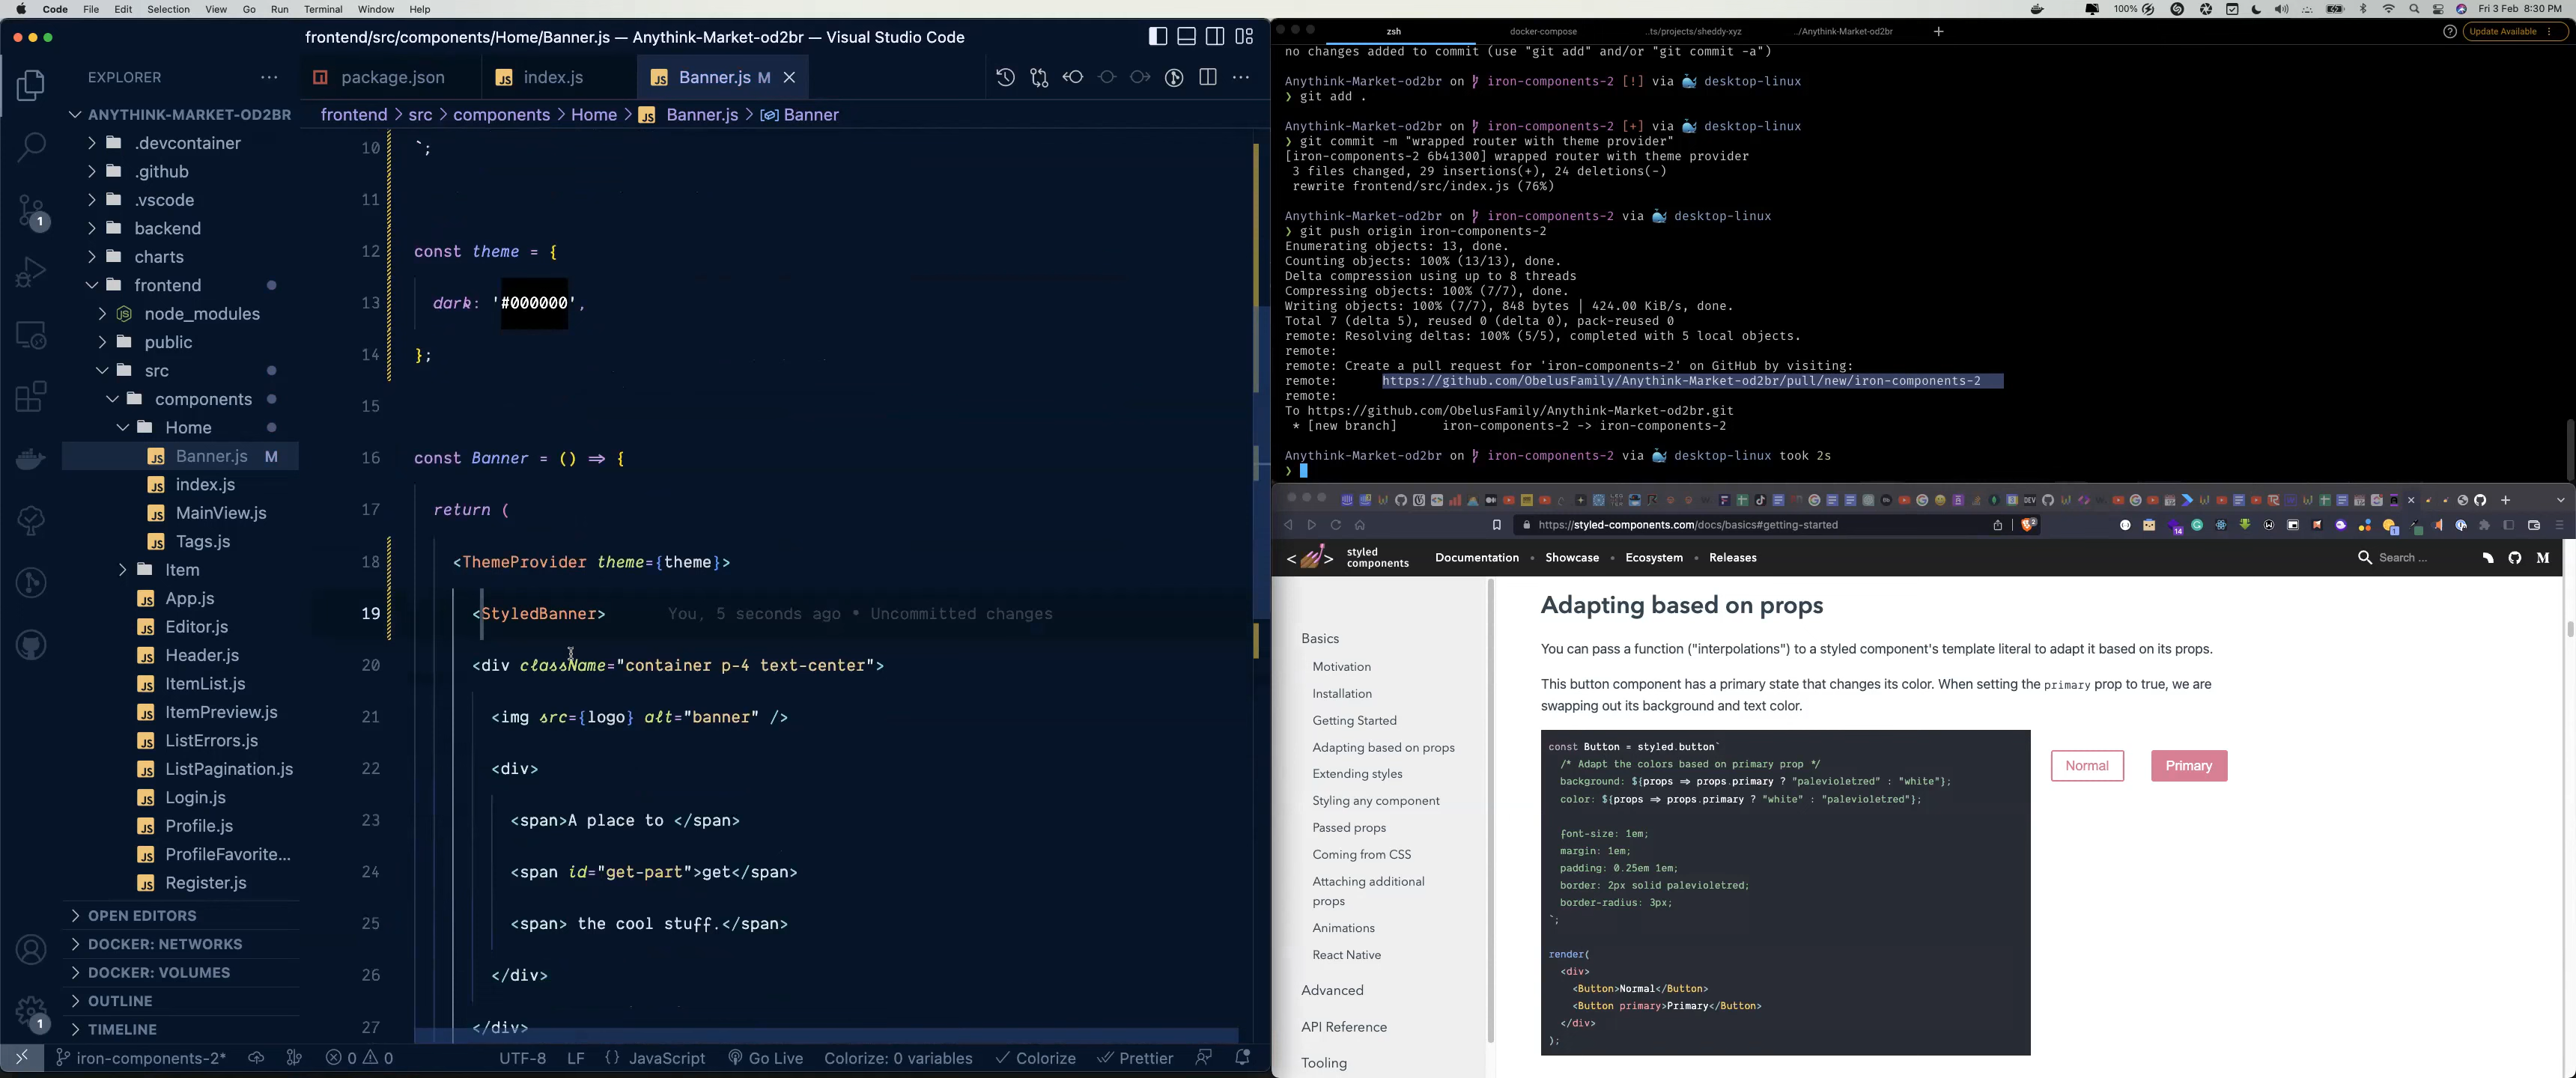 Code File Edit Selection View Go Run Terminal Window Help
100% Fri 3 Feb 8:30 PM
frontend/src/components/Home/Banner.js — Anythink-Market-od2br — Visual Studio Code
EXPLORER
package.json
index.js
Banner.js M
frontend > src > components > Home > Banner.js > Banner
ANYTHINK-MARKET-OD2BR
.devcontainer
.github
.vscode
1
backend
charts
frontend
node_modules
public
src
components
Home
Banner.js M
index.js
MainView.js
Tags.js
Item
App.js
Editor.js
Header.js
ItemList.js
ItemPreview.js
ListErrors.js
ListPagination.js
Login.js
Profile.js
ProfileFavorite...
Register.js
OPEN EDITORS
DOCKER: NETWORKS
DOCKER: VOLUMES
OUTLINE
TIMELINE
1
10 `;
11
12 const theme = {
13 dark: '#000000',
14 };
15
16 const Banner = () => {
17 return (
18 <ThemeProvider theme={theme}>
19 <StyledBanner> You, 5 seconds ago • Uncommitted changes
20 <div className="container p-4 text-center">
21 <img src={logo} alt="banner" />
22 <div>
23 <span>A place to </span>
24 <span id="get-part">get</span>
25 <span> the cool stuff.</span>
26 </div>
27 </div>
iron-components-2* 0 0 UTF-8 LF {} JavaScript Go Live Colorize: 0 variables Colorize Prettier
zsh
docker-compose
..ts/projects/sheddy-xyz
../Anythink-Market-od2br
Update Available
no changes added to commit (use "git add" and/or "git commit -a")
Anythink-Market-od2br on iron-components-2 [!] via desktop-linux
❯ git add .
Anythink-Market-od2br on iron-components-2 [+] via desktop-linux
❯ git commit -m "wrapped router with theme provider"
[iron-components-2 6b41300] wrapped router with theme provider
3 files changed, 29 insertions(+), 24 deletions(-)
rewrite frontend/src/index.js (76%)
Anythink-Market-od2br on iron-components-2 via desktop-linux
❯ git push origin iron-components-2
Enumerating objects: 13, done.
Counting objects: 100% (13/13), done.
Delta compression using up to 8 threads
Compressing objects: 100% (7/7), done.
Writing objects: 100% (7/7), 848 bytes | 424.00 KiB/s, done.
Total 7 (delta 5), reused 0 (delta 0), pack-reused 0
remote: Resolving deltas: 100% (5/5), completed with 5 local objects.
remote:
remote: Create a pull request for 'iron-components-2' on GitHub by visiting:
remote: https://github.com/ObelusFamily/Anythink-Market-od2br/pull/new/iron-components-2
remote:
To https://github.com/ObelusFamily/Anythink-Market-od2br.git
* [new branch] iron-components-2 -> iron-components-2
Anythink-Market-od2br on iron-components-2 via desktop-linux took 2s
❯
https://styled-components.com/docs/basics#getting-started
14
styled components
Documentation • Showcase • Ecosystem • Releases
Search ...
Basics
Motivation
Installation
Getting Started
Adapting based on props
Extending styles
Styling any component
Passed props
Coming from CSS
Attaching additional
props
Animations
React Native
Advanced
API Reference
Tooling
Adapting based on props
You can pass a function ("interpolations") to a styled component's template literal to adapt it based on its props.
This button component has a primary state that changes its color. When setting the primary prop to true, we are
swapping out its background and text color.
const Button = styled.button`
/* Adapt the colors based on primary prop */
background: ${props => props.primary ? "palevioletred" : "white"};
color: ${props => props.primary ? "white" : "palevioletred"};
font-size: 1em;
margin: 1em;
padding: 0.25em 1em;
border: 2px solid palevioletred;
border-radius: 3px;
`;
render(
<div>
<Button>Normal</Button>
<Button primary>Primary</Button>
</div>
);
Normal
Primary